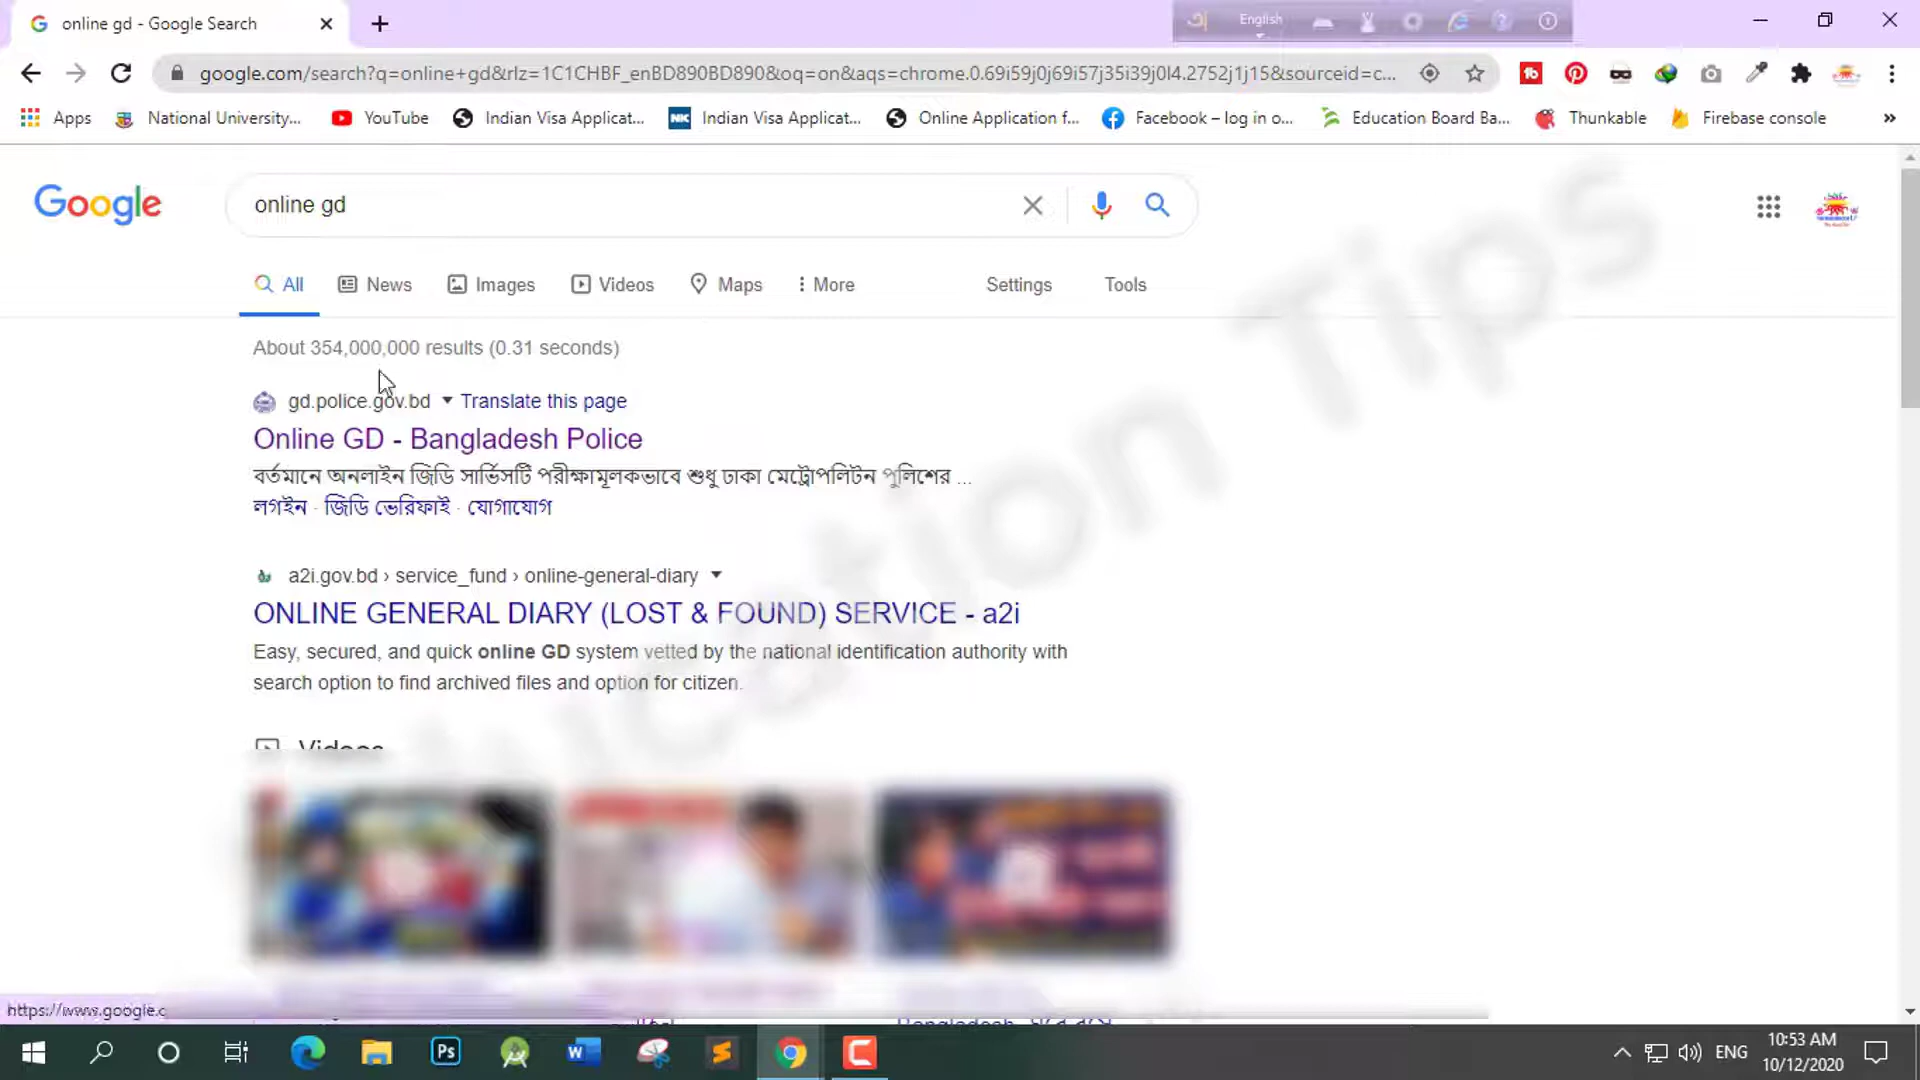 online gd - Google Search
English
google.com/search?q=online+gd&rlz=1C1CHBF_enBD890BD890&oq=on&aqs=chrome.0.69i59j0j69i57j35i39j0l4.2752j1j15&sourceid=c...
Apps National University... YouTube Indian Visa Applicat... NK Indian Visa Applicat... Online Application f... Facebook – log in o... Education Board Ba... Thunkable Firebase console »
Google online gd
All News Images Videos Maps More Settings Tools
About 354,000,000 results (0.31 seconds)
gd.police.gov.bd Translate this page
Online GD - Bangladesh Police
বর্তমানে অনলাইন জিডি সার্ভিসটি পরীক্ষামূলকভাবে শুধু ঢাকা মেট্রোপলিটন পুলিশের ...
লগইন · জিডি ভেরিফাই · যোগাযোগ
a2i.gov.bd › service_fund › online-general-diary
ONLINE GENERAL DIARY (LOST & FOUND) SERVICE - a2i
Easy, secured, and quick online GD system vetted by the national identification authority with
search option to find archived files and option for citizen.
Videos
https://www.google.c
Ps W ENG 10:53 AM
10/12/2020
ucation Tips